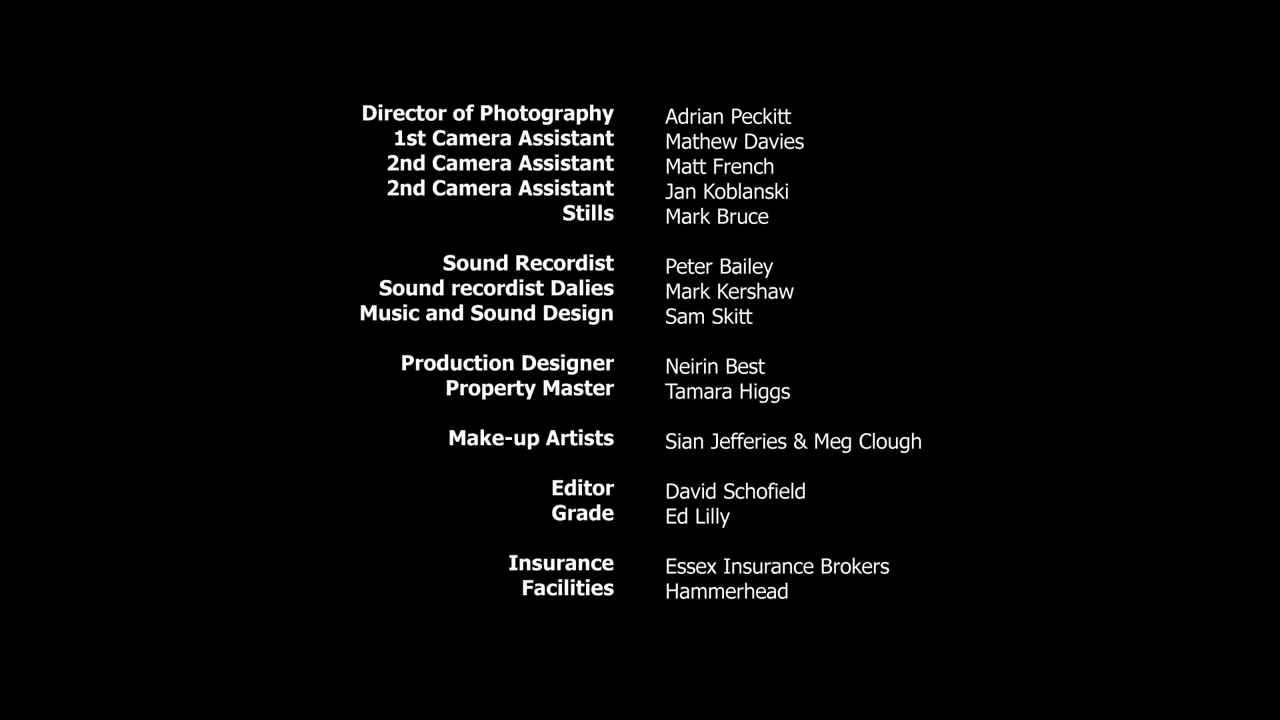 Director of Photography Adrian Peckitt
1st Camera Assistant Mathew Davies
2nd Camera Assistant Matt French
2nd Camera Assistant Jan Koblanski
Stills Mark Bruce
Sound Recordist Peter Bailey
Sound recordist Dalies Mark Kershaw
Music and Sound Design Sam Skitt
Production Designer Neirin Best
Property Master Tamara Higgs
Make-up Artists Sian Jefferies & Meg Clough
Editor David Schofield
Grade Ed Lilly
Insurance Essex Insurance Brokers
Facilities Hammerhead